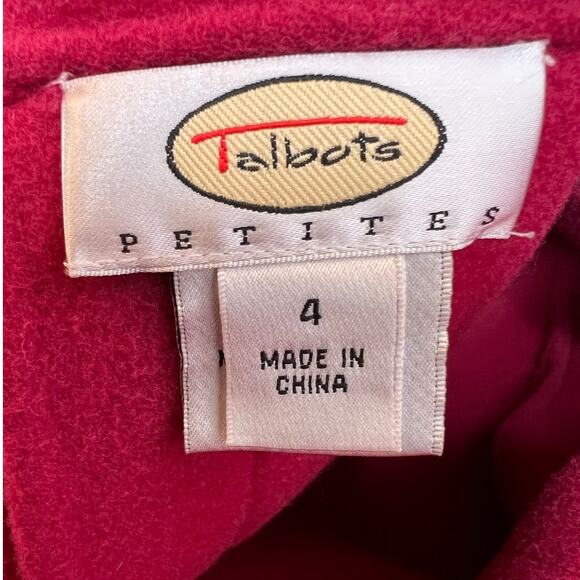 Talbots
PETITES
4
MADE IN
CHINA